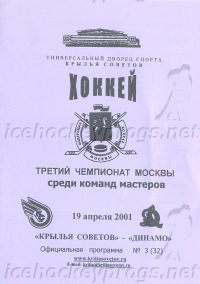 УНИВЕРСАЛЬНЫЙ ДВОРЕЦ СПОРТА
КРЫЛЬЯ СОВЕТОВ
ХОККЕЙ
МОСКВЫ
ТРЕТИЙ ЧЕМПИОНАТ МОСКВЫ
среди команд мастеров
19 апреля 2001
«КРЫЛЬЯ СОВЕТОВ» - «ДИНАМО»
Официальная программа № 3 (32)
icehockeyprogs.net